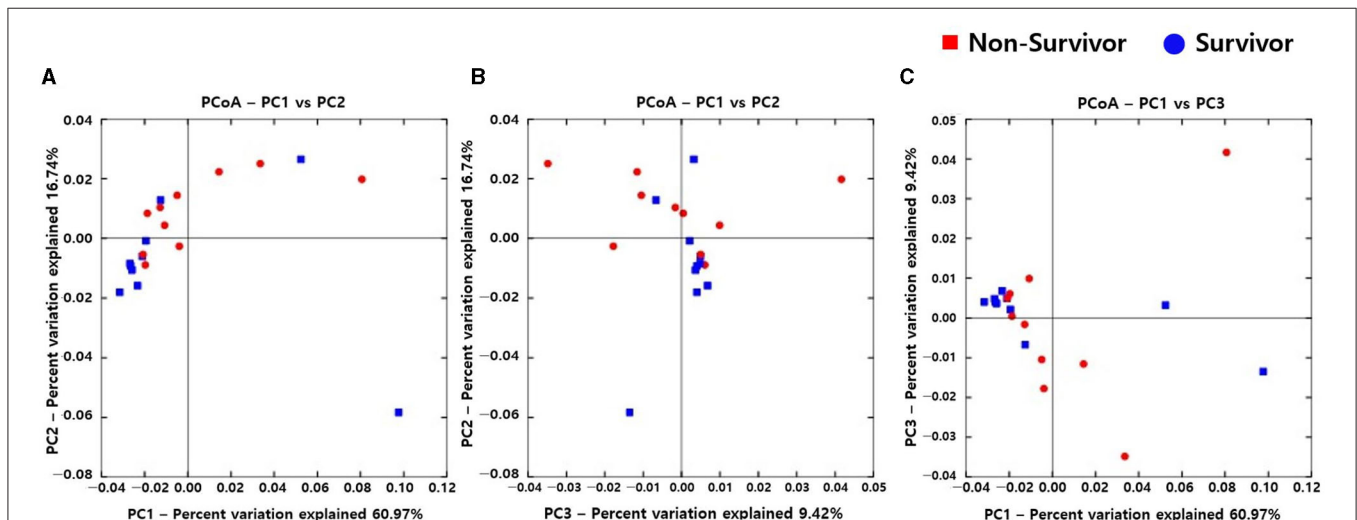 Non-Survivor Survivor
A B C
PCoA – PC1 vs PC2
PCoA – PC1 vs PC2
PCoA – PC1 vs PC3
PC2 – Percent variation explained 16.74%
0.04
0.02
0.00
−0.02
−0.04
−0.06
−0.08
−0.04 −0.02 0.00 0.02 0.04 0.06 0.08 0.10 0.12
PC1 – Percent variation explained 60.97%
PC2 – Percent variation explained 16.74%
0.04
0.02
0.00
−0.02
−0.04
−0.06
−0.08
−0.04 −0.03 −0.02 −0.01 0.00 0.01 0.02 0.03 0.04 0.05
PC3 – Percent variation explained 9.42%
PC3 – Percent variation explained 9.42%
0.05
0.04
0.03
0.02
0.01
0.00
−0.01
−0.02
−0.03
−0.04
−0.04 −0.02 0.00 0.02 0.04 0.06 0.08 0.10 0.12
PC1 – Percent variation explained 60.97%